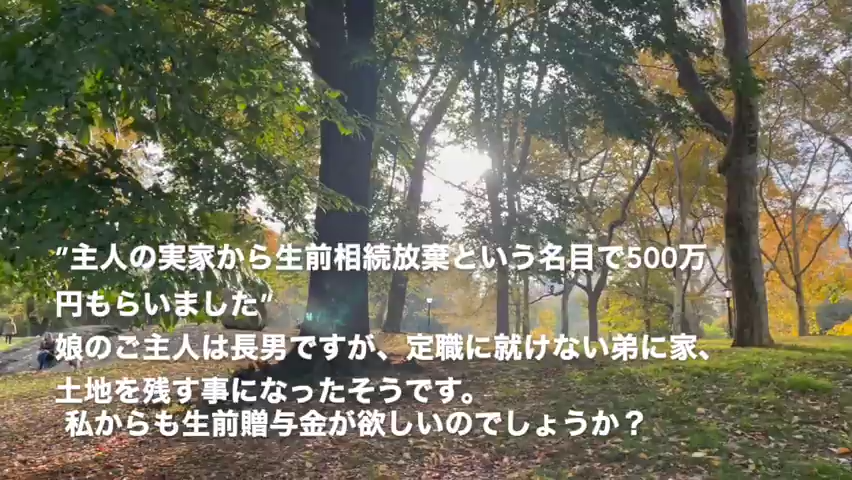 ”主人の実家から生前相続放棄という名目で500万
円もらいました”
娘のご主人は長男ですが、定職に就けない弟に家、
土地を残す事になったそうです。
私からも生前贈与金が欲しいのでしょうか？